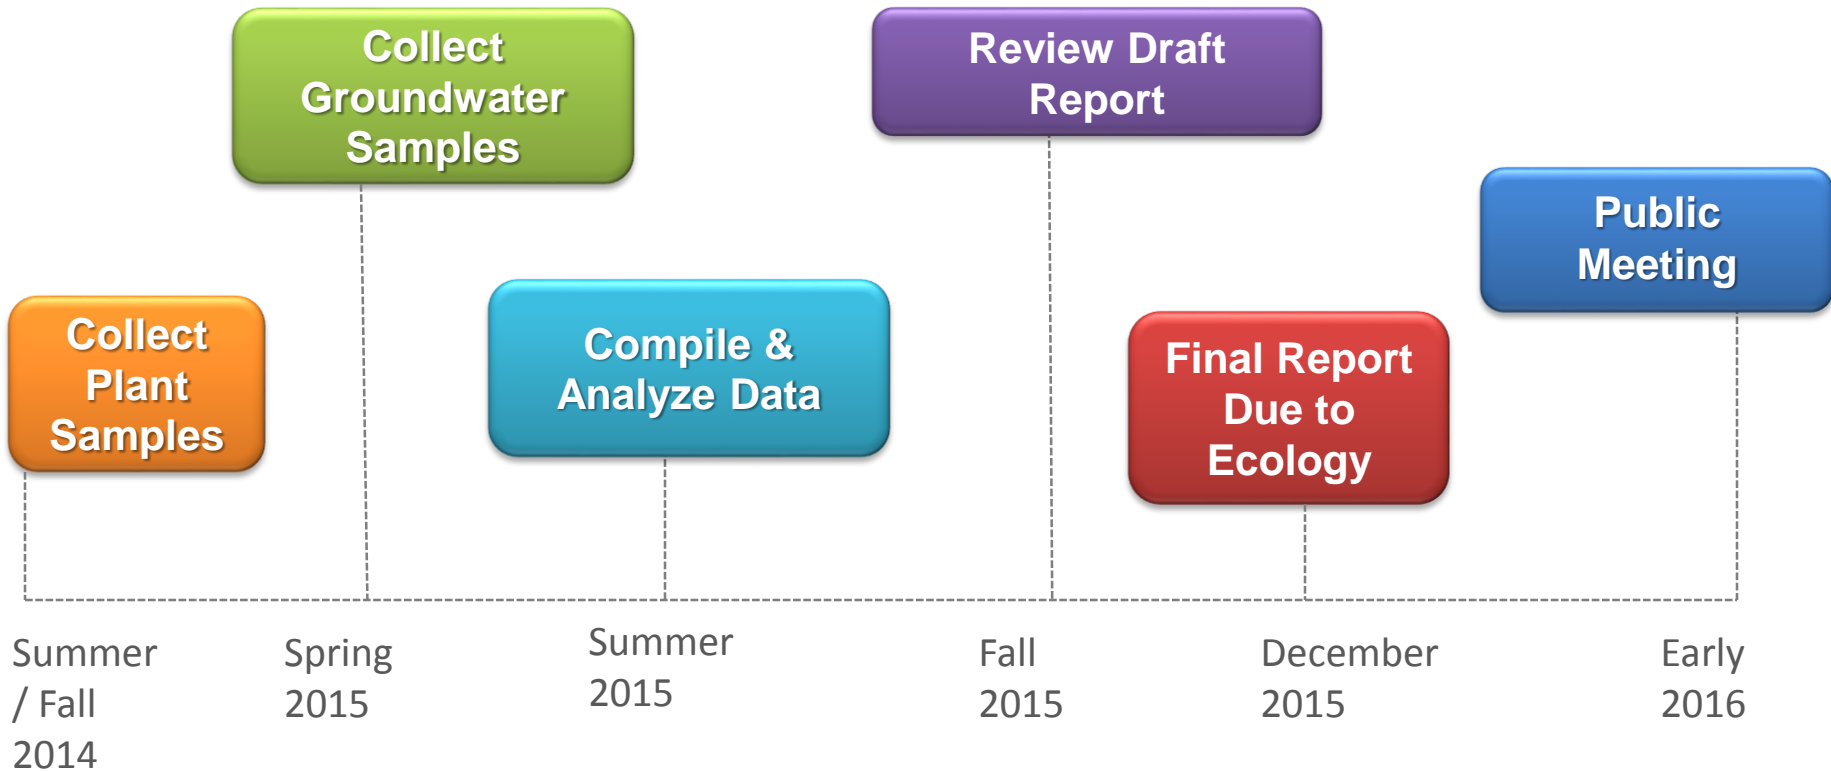 Collect
Groundwater
Samples
Review Draft
Report
Public
Meeting
Collect
Plant
Samples
Compile &
Analyze Data
Final Report
Due to
Ecology
Summer
/ Fall
2014
Spring
2015
Summer
2015
Fall
2015
December
2015
Early
2016